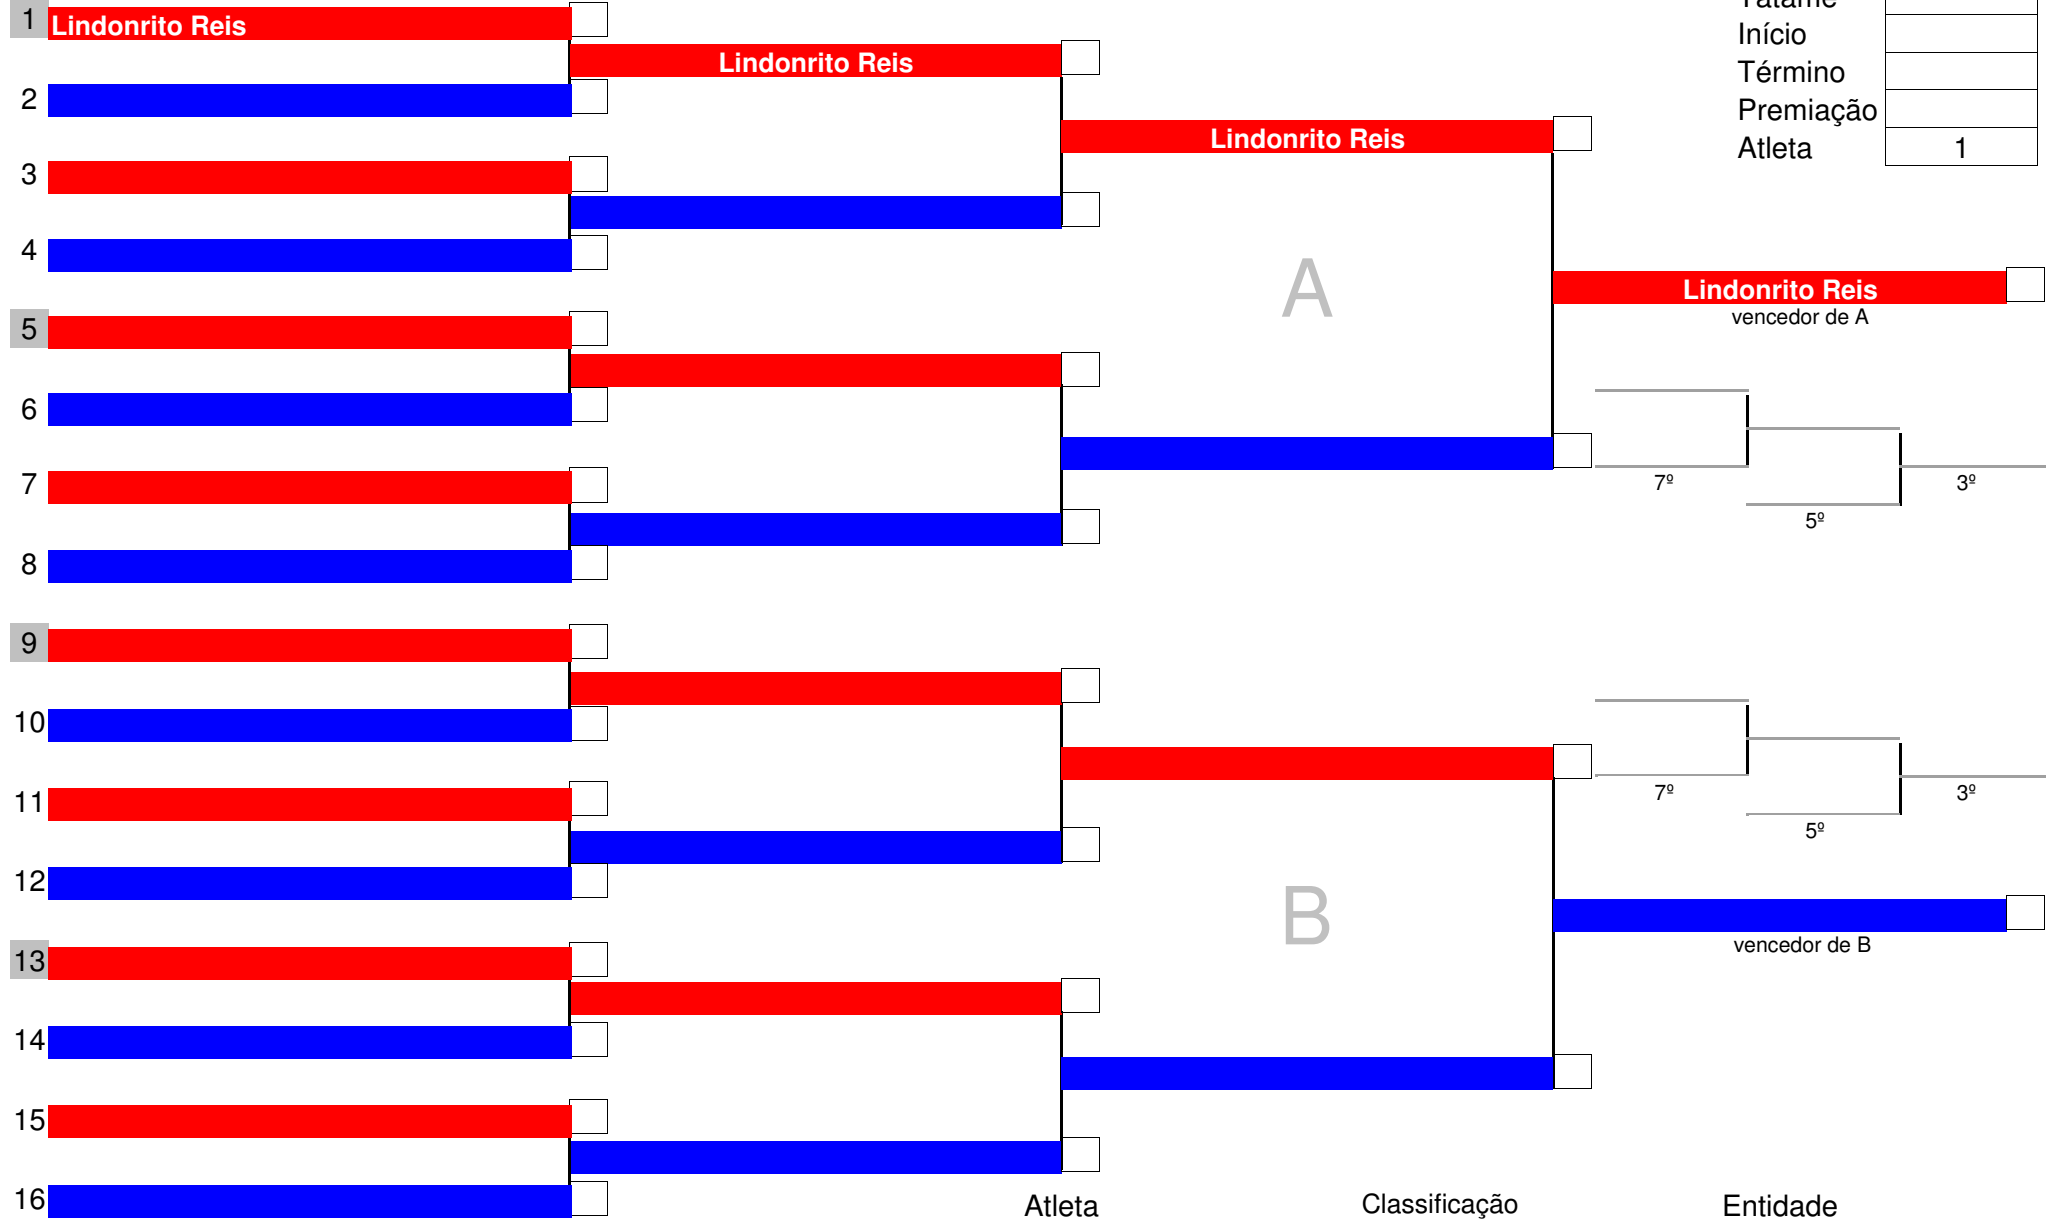 Tatame
1 Lindonrito Reis
Início
Lindonrito Reis
Término
2
Premiação
Lindonrito Reis
Atleta 1
3
4
A
Lindonrito Reis
vencedor de A
5
6
7
7º 3º
5º
8
9
10
11
7º 3º
5º
12
B
vencedor de B
13
14
15
16
Atleta Classificação Entidade